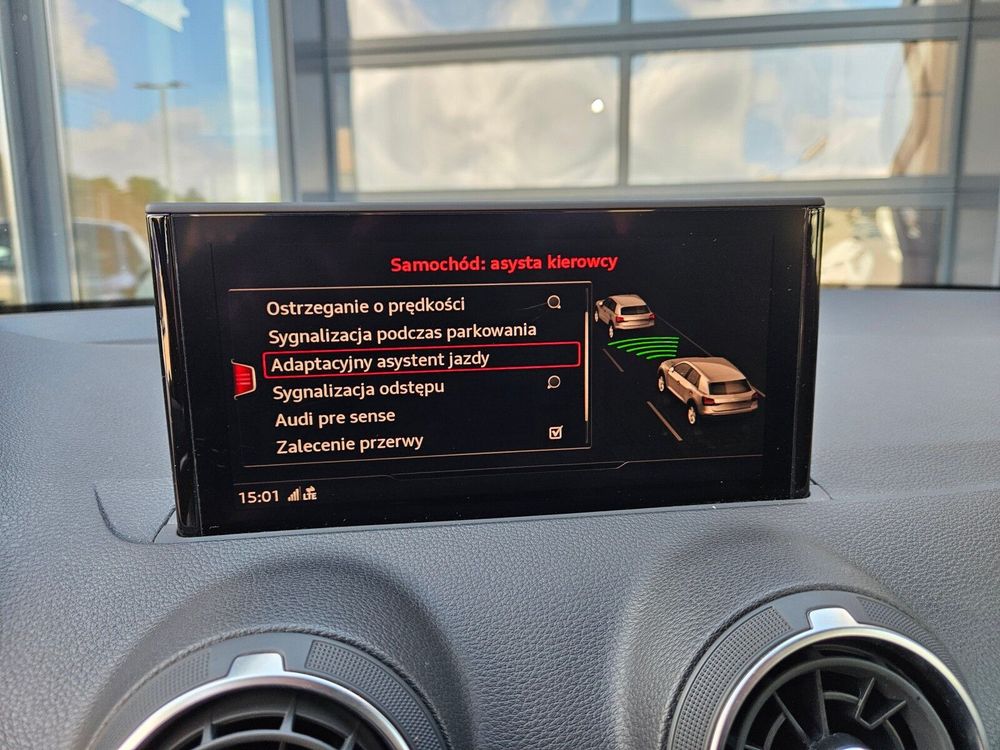 Samochód: asysta kierowcy
Ostrzeganie o prędkości
Sygnalizacja podczas parkowania
Adaptacyjny asystent jazdy
Sygnalizacja odstępu
Audi pre sense
Zalecenie przerwy
15:01 LTE